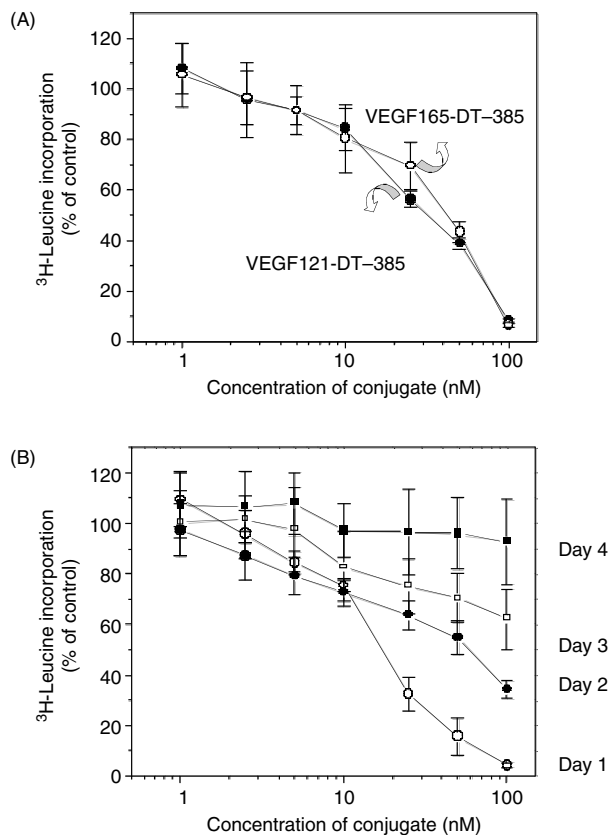 (A)
120
100
80
60
40
20
0
³H-Leucine incorporation
(% of control)
VEGF165-DT–385
VEGF121-DT–385
1 10 100
Concentration of conjugate (nM)
(B)
120
100
80
60
40
20
0
³H-Leucine incorporation
(% of control)
Day 4
Day 3
Day 2
Day 1
1 10 100
Concentration of conjugate (nM)